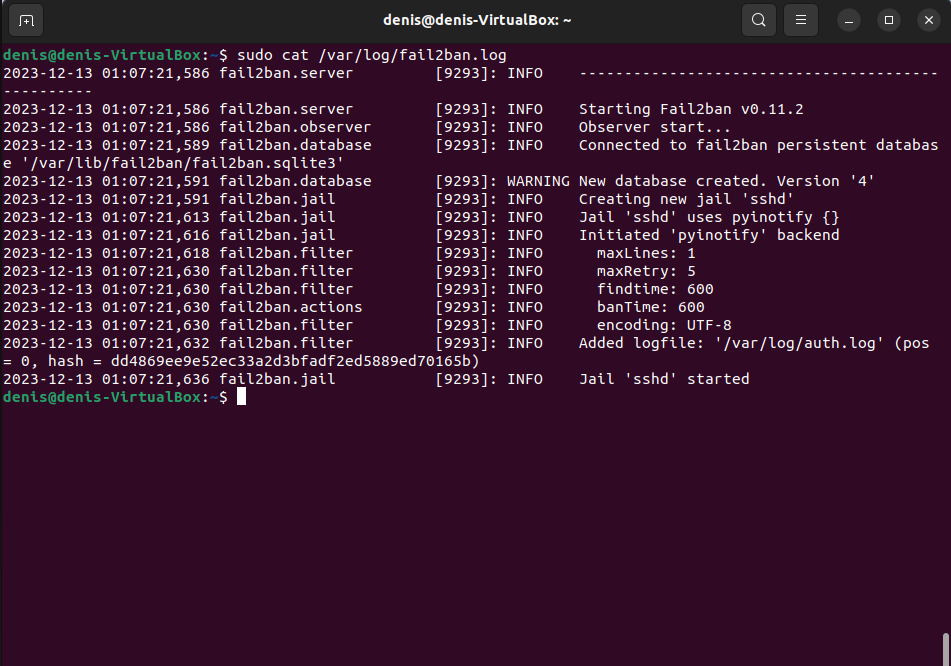 denis@denis-VirtualBox: ~
denis@denis-VirtualBox:~$ sudo cat /var/log/fail2ban.log
2023-12-13 01:07:21,586 fail2ban.server         [9293]: INFO    ----------------------------------------
----------
2023-12-13 01:07:21,586 fail2ban.server         [9293]: INFO    Starting Fail2ban v0.11.2
2023-12-13 01:07:21,586 fail2ban.observer       [9293]: INFO    Observer start...
2023-12-13 01:07:21,589 fail2ban.database       [9293]: INFO    Connected to fail2ban persistent databas
e '/var/lib/fail2ban/fail2ban.sqlite3'
2023-12-13 01:07:21,591 fail2ban.database       [9293]: WARNING New database created. Version '4'
2023-12-13 01:07:21,591 fail2ban.jail           [9293]: INFO    Creating new jail 'sshd'
2023-12-13 01:07:21,613 fail2ban.jail           [9293]: INFO    Jail 'sshd' uses pyinotify {}
2023-12-13 01:07:21,616 fail2ban.jail           [9293]: INFO    Initiated 'pyinotify' backend
2023-12-13 01:07:21,618 fail2ban.filter         [9293]: INFO      maxLines: 1
2023-12-13 01:07:21,630 fail2ban.filter         [9293]: INFO      maxRetry: 5
2023-12-13 01:07:21,630 fail2ban.filter         [9293]: INFO      findtime: 600
2023-12-13 01:07:21,630 fail2ban.actions        [9293]: INFO      banTime: 600
2023-12-13 01:07:21,630 fail2ban.filter         [9293]: INFO      encoding: UTF-8
2023-12-13 01:07:21,632 fail2ban.filter         [9293]: INFO    Added logfile: '/var/log/auth.log' (pos
= 0, hash = dd4869ee9e52ec33a2d3bfadf2ed5889ed70165b)
2023-12-13 01:07:21,636 fail2ban.jail           [9293]: INFO    Jail 'sshd' started
denis@denis-VirtualBox:~$